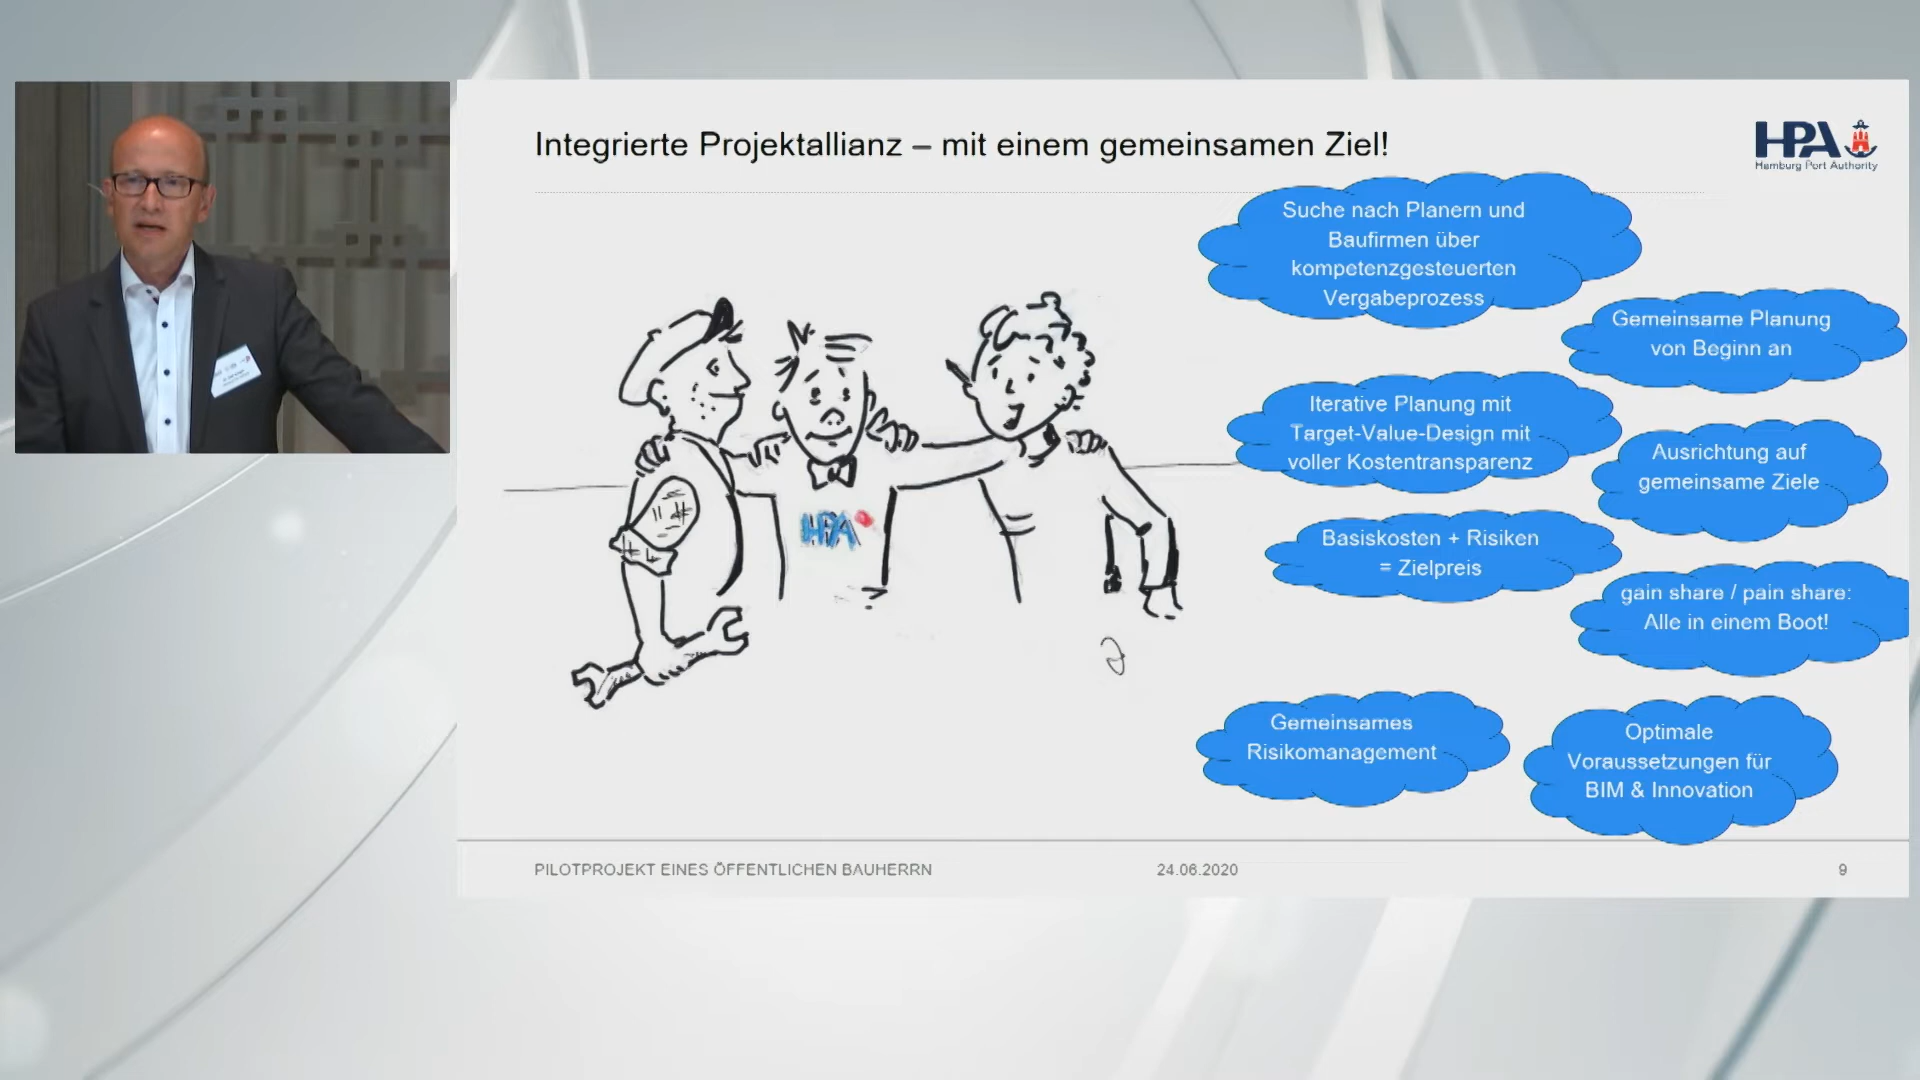 Integrierte Projektallianz – mit einem gemeinsamen Ziel!
HPA
Hamburg Port Authority
Suche nach Planern und
Baufirmen über
kompetenzgesteuerten
Vergabeprozess
Gemeinsame Planung
von Beginn an
Iterative Planung mit
Target-Value-Design mit
voller Kostentransparenz
Ausrichtung auf
gemeinsame Ziele
Basiskosten + Risiken
= Zielpreis
gain share / pain share:
Alle in einem Boot!
Gemeinsames
Risikomanagement
Optimale
Voraussetzungen für
BIM & Innovation
HPA
PILOTPROJEKT EINES ÖFFENTLICHEN BAUHERRN
24.06.2020
9